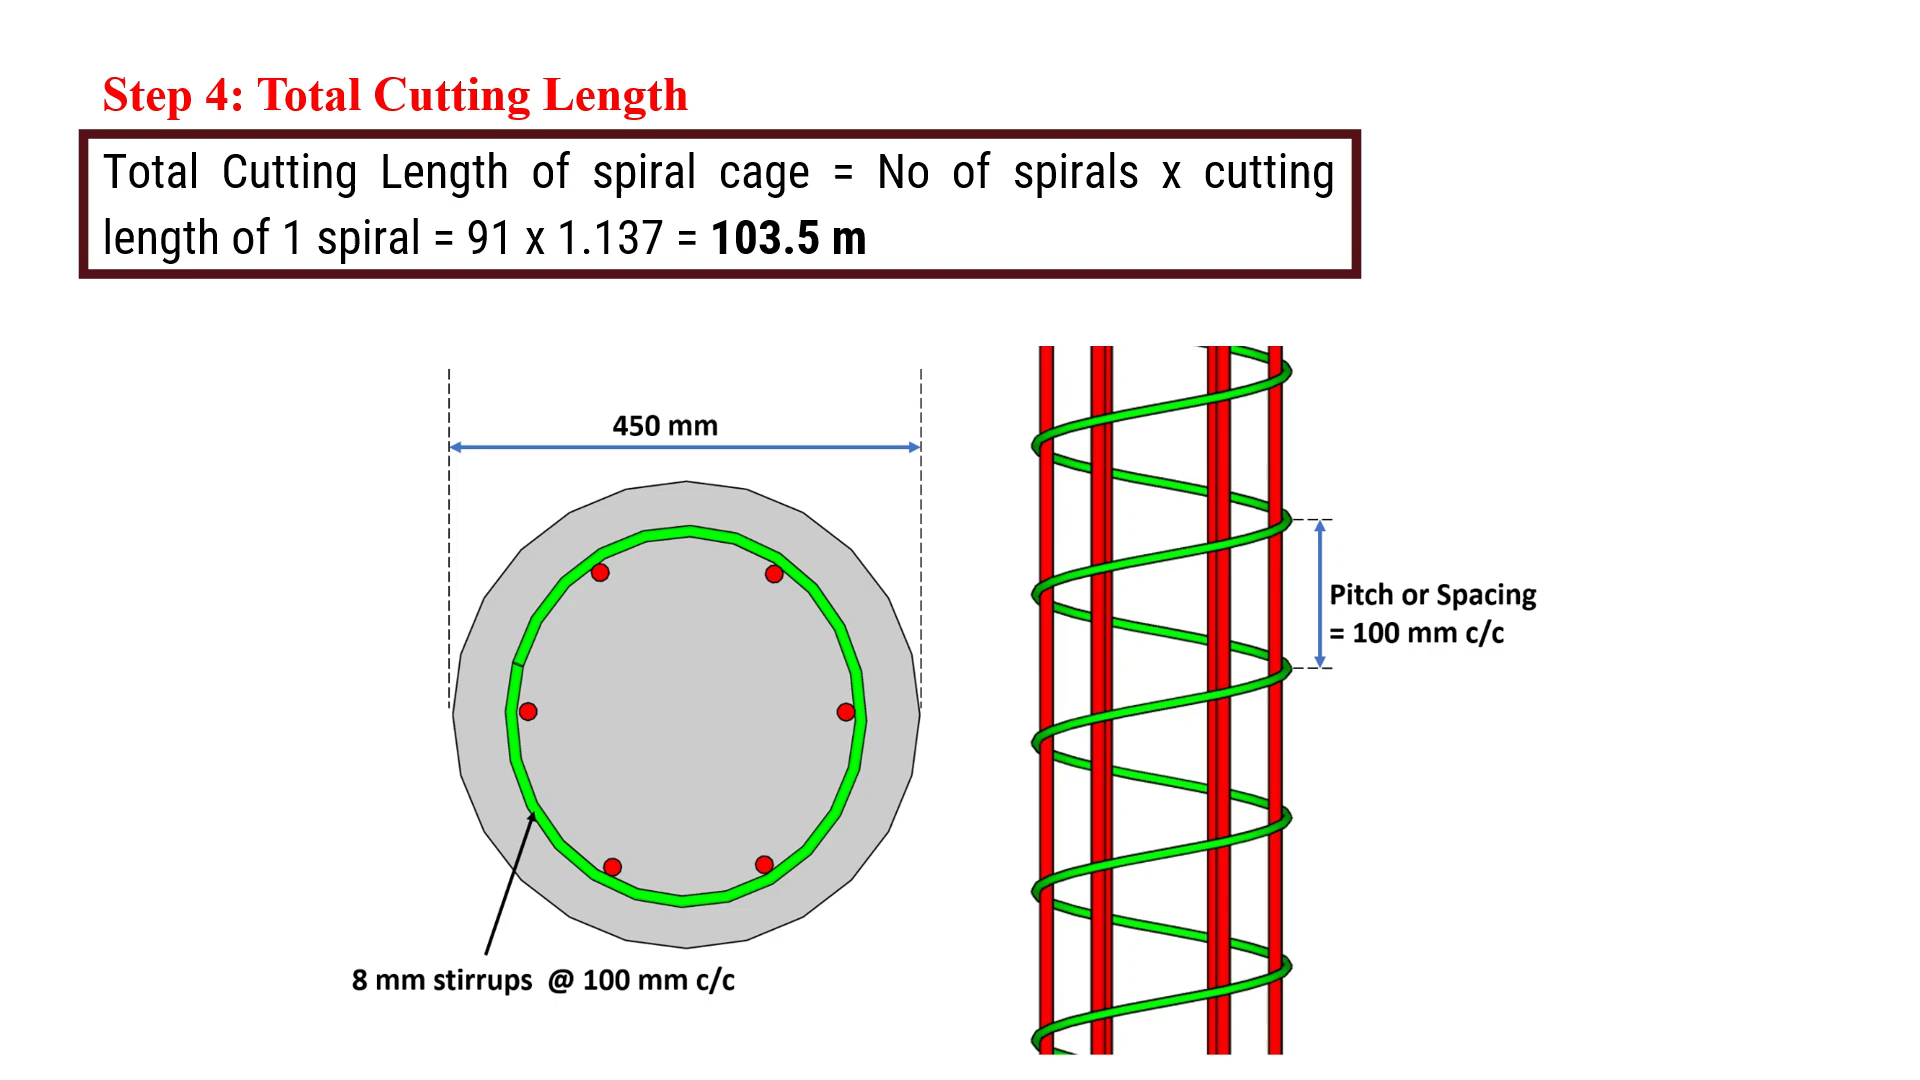 Step 4: Total Cutting Length
Total Cutting Length of spiral cage = No of spirals x cutting
length of 1 spiral = 91 x 1.137 = 103.5 m
450 mm
Pitch or Spacing
= 100 mm c/c
8 mm stirrups @ 100 mm c/c